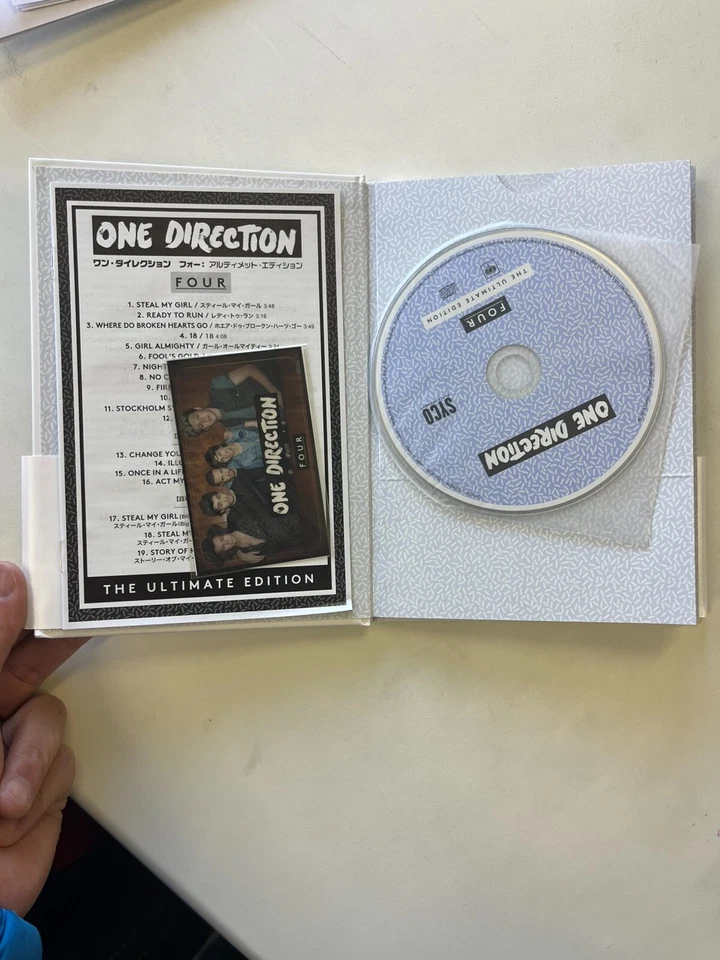 ONE DIRECTION
ワン・ダイレクション フォー: アルティメット・エディション
FOUR
1. STEAL MY GIRL / スティール・マイ・ガール 3:48
2. READY TO RUN / レディ・トゥ・ラン 3:16
3. WHERE DO BROKEN HEARTS GO / ホエア・ドゥ・ブロークン・ハーツ・ゴー 3:49
4. 18 / 18 4:08
5. GIRL ALMIGHTY / ガール・オールマイティー
6. FOOL'S GOLD
7. NIGHT
8. NO
9.
10.
11. STOCKHOLM
12.
13. CHANGE YOU
14.
15. ONCE IN A
16. ACT MY
17. STEAL MY GIRL
スティール・マイ・ガール
18. STEAL MY
スティール・マイ・ガ
19. STORY OF
ストーリー・オブ・マイ
THE ULTIMATE EDITION
ONE DIRECTION
FOUR
ONE DIRECTION
SYCO
FOUR
THE ULTIMATE EDITION